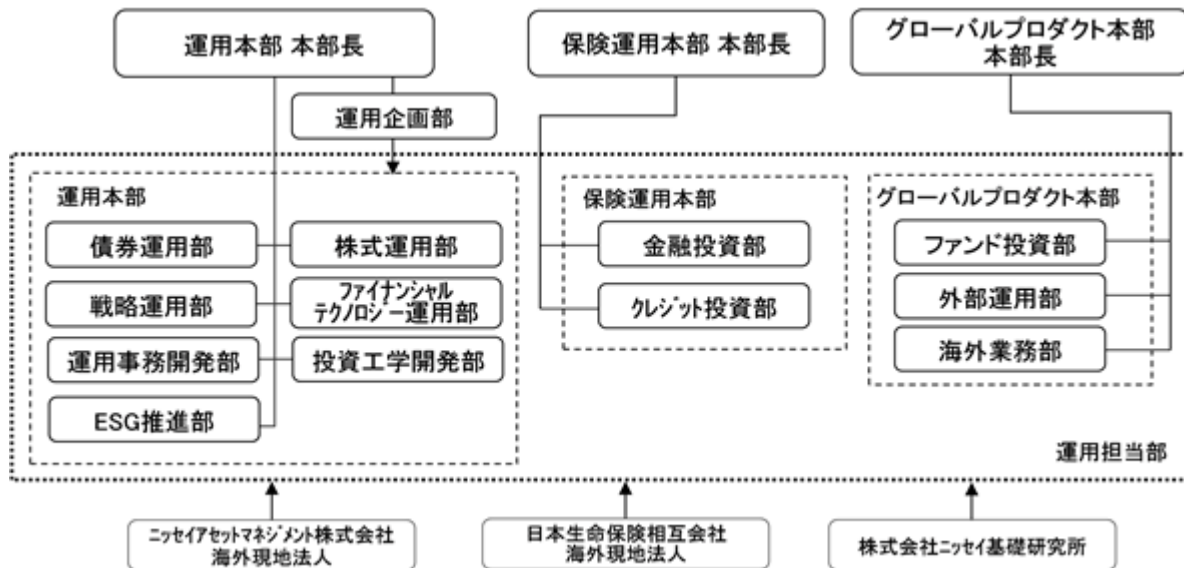 運用本部 本部長
保険運用本部 本部長
グローバルプロダクト本部
本部長
運用企画部
運用本部
債券運用部
株式運用部
戦略運用部
ファイナンシャル
テクノロジー運用部
運用事務開発部
投資工学開発部
ESG推進部
保険運用本部
金融投資部
クレジット投資部
グローバルプロダクト本部
ファンド投資部
外部運用部
海外業務部
運用担当部
ニッセイアセットマネジメント株式会社
海外現地法人
日本生命保険相互会社
海外現地法人
株式会社ニッセイ基礎研究所